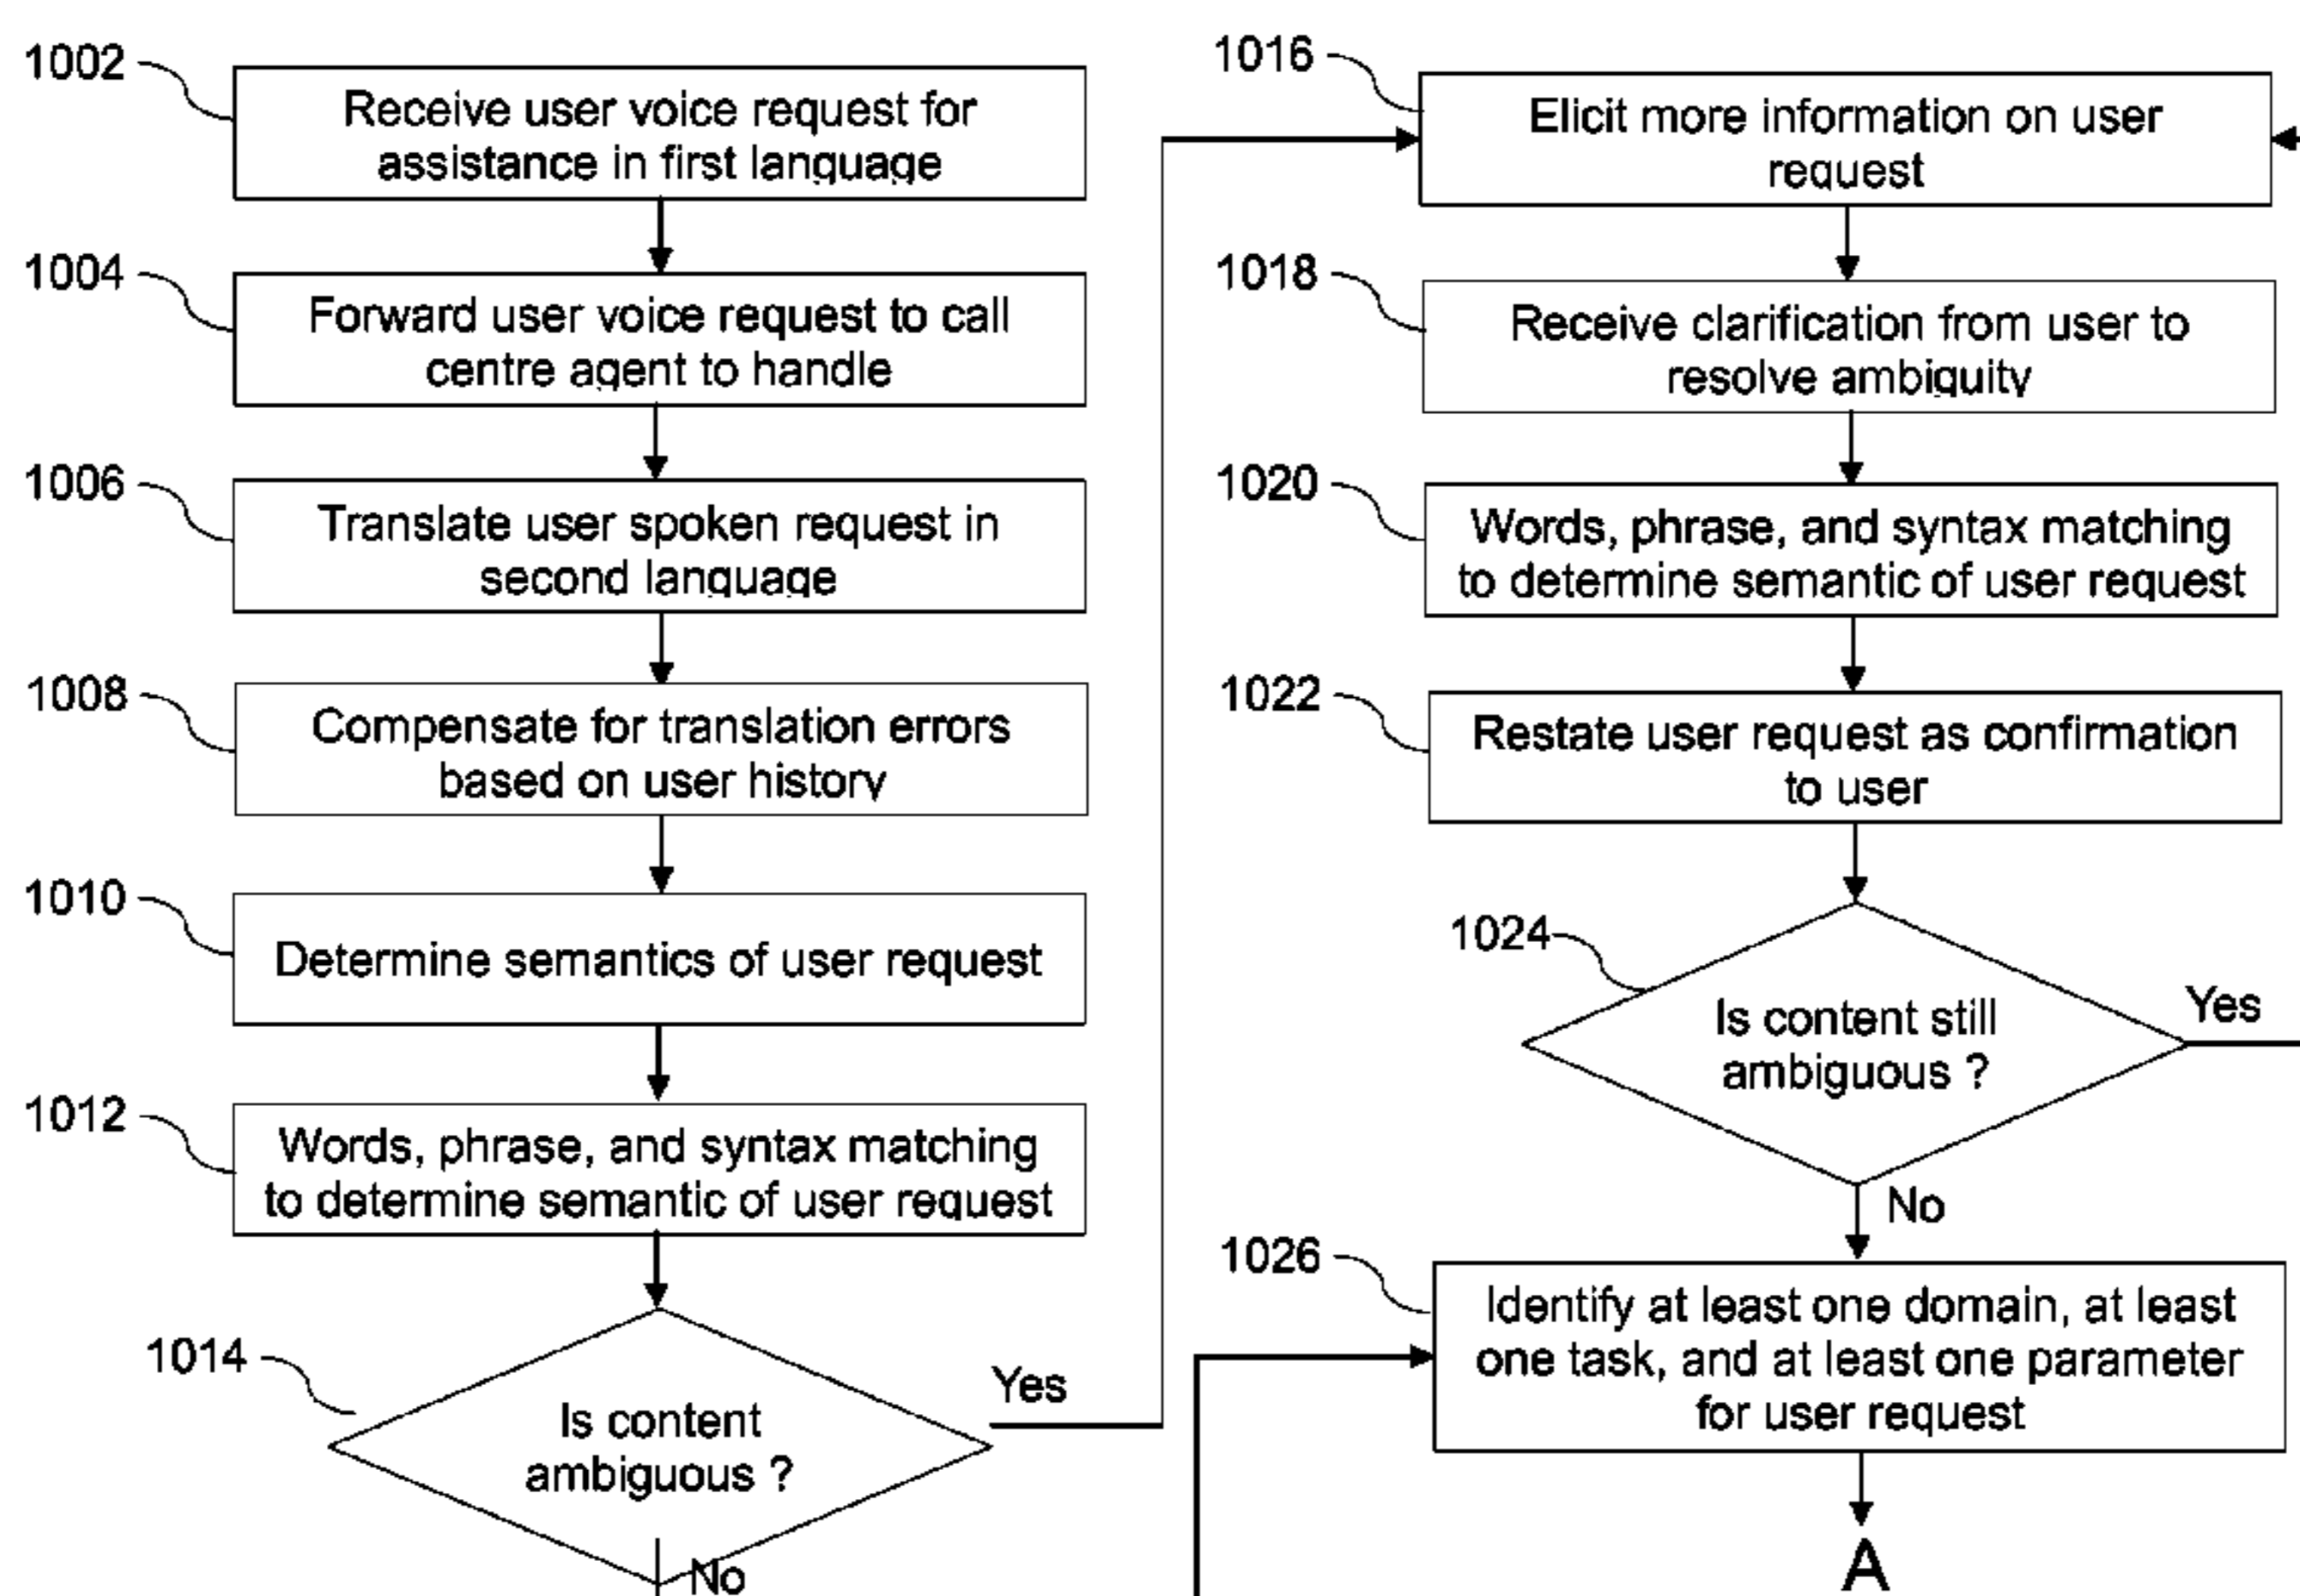 1002
Receive user voice request for
assistance in first language
1004
Forward user voice request to call
centre agent to handle
1006
Translate user spoken request in
second language
1008
Compensate for translation errors
based on user history
1010
Determine semantics of user request
1012
Words, phrase, and syntax matching
to determine semantic of user request
1014
Is content
ambiguous ?
Yes
No
1016
Elicit more information on user
request
1018
Receive clarification from user to
resolve ambiguity
1020
Words, phrase, and syntax matching
to determine semantic of user request
1022
Restate user request as confirmation
to user
1024
Is content still
ambiguous ?
Yes
No
1026
Identify at least one domain, at least
one task, and at least one parameter
for user request
A